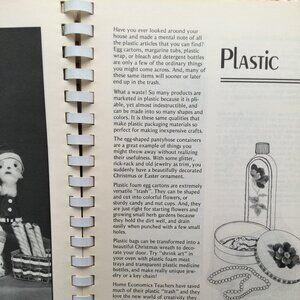 Have you ever looked around your
house and made a mental note of all
the plastic articles that you can find?
Egg cartons, margarine tubs, plastic
wrap, or bleach and detergent bottles
are only a few of the ordinary things
you might come across. And, many of
these same items will sooner or later
end up in the trash.
What a waste! So many products are
marketed in plastic because it is pli-
able, yet almost indestructible, and
can be made into so many shapes and
colors. It is these same qualities that
make plastic packaging materials so
perfect for making inexpensive crafts.
The egg-shaped pantyhose containers
are a great example of things you
might throw away without realizing
their usefulness. With some glitter,
rick-rack and old jewelry as trim, you
suddenly have a beautifully decorated
Christmas or Easter ornament.
Plastic foam egg cartons are extremely
versatile "trash". They can be shaped
and cut into colorful flowers, or
sturdy candy and nut cups. And, they
are just right for starting flowers and
growing small herb gardens because
they hold the dirt well, and drain
easily when punched with a few small
holes.
Plastic bags can be transformed into a
beautiful Christmas wreath to deco-
rate your door. Try "shrink art" in
your oven with plastic foam meat
trays and transparent plastic medicine
bottles, and make really unique jewel-
ry or a key chain!
Home Economics Teachers have saved
much of their plastic "trash" and they
love the new world of creativity they
PLASTIC